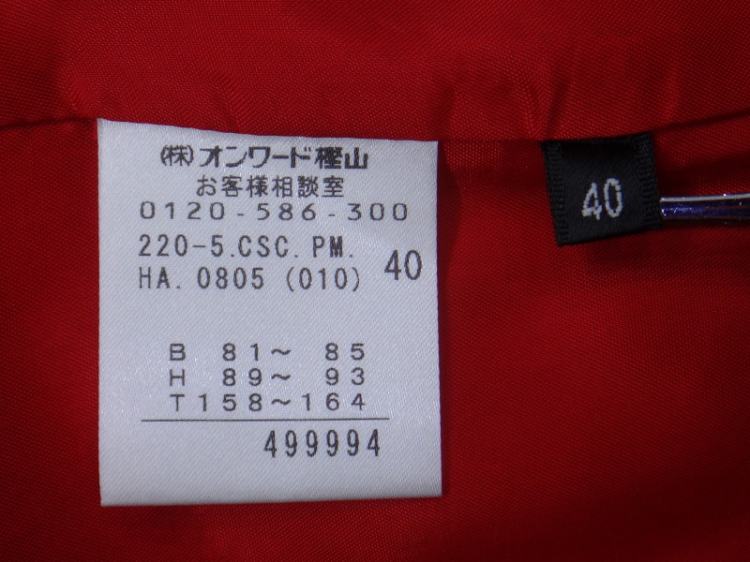 (株)オンワード樫山
お客様相談室
0120-586-300
220-5.CSC.PM.
HA.0805 (010) 40
B 81～ 85
H 89～ 93
T158～164
499994
40